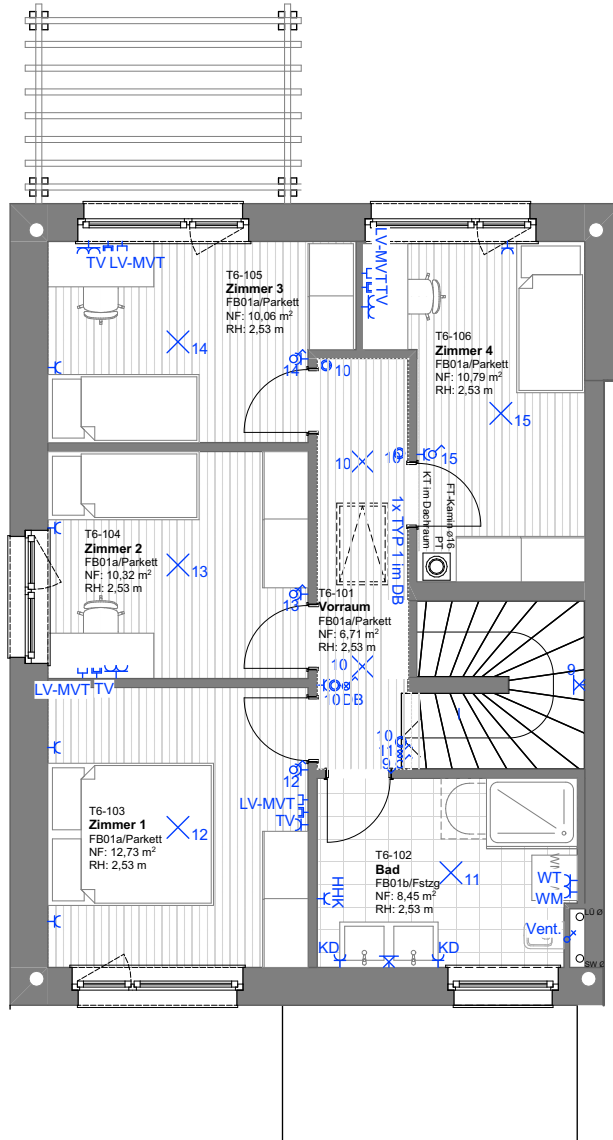 TV LV-MVT
T6-105
Zimmer 3
FB01a/Parkett
NF: 10,06 m²
RH: 2,53 m
14
14
10
LV-MVT TV
T6-106
Zimmer 4
FB01a/Parkett
NF: 10,79 m²
RH: 2,53 m
15
15
10
10
FT-Kamin ø16
PT
KT im Dachraum
1x TYP 1 im DB
T6-104
Zimmer 2
FB01a/Parkett
NF: 10,32 m²
RH: 2,53 m
13
13
LV-MVT TV
T6-101
Vorraum
FB01a/Parkett
NF: 6,71 m²
RH: 2,53 m
10
10 DB
10
11
9
T6-103
Zimmer 1
FB01a/Parkett
NF: 12,73 m²
RH: 2,53 m
12
12
LV-MVT
TV
T6-102
Bad
FB01b/Fstzg
NF: 8,45 m²
RH: 2,53 m
11
HHK
KD
KD
WM
WT
WM
Vent.
LÜ Ø
SW Ø